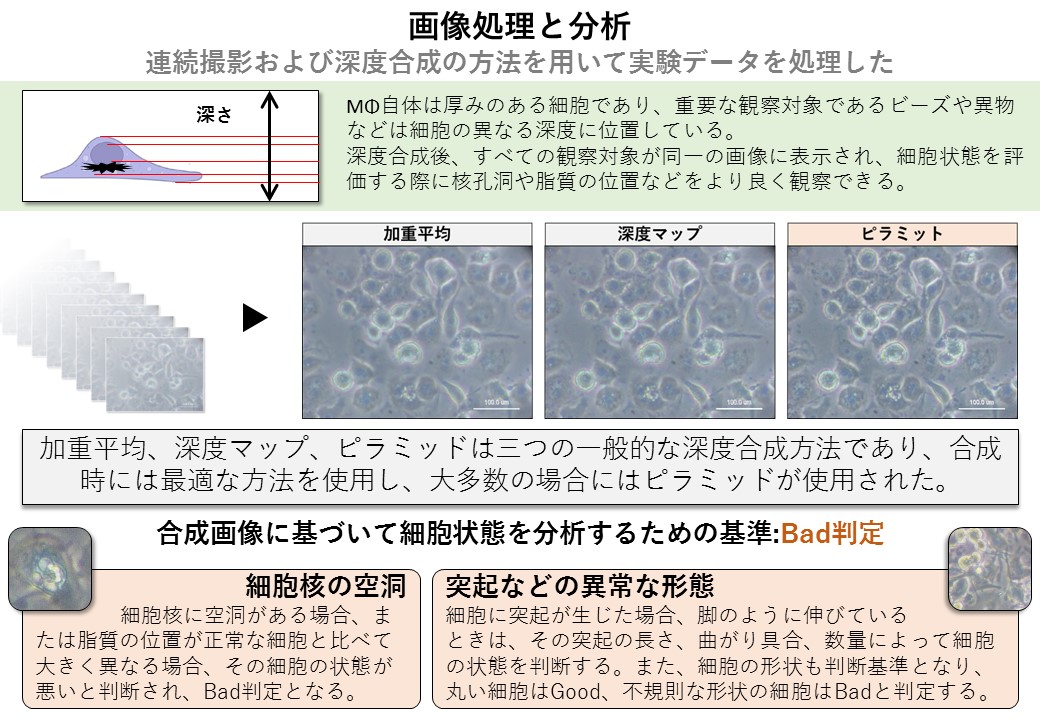 画像処理と分析
連続撮影および深度合成の方法を用いて実験データを処理した
深さ
MΦ自体は厚みのある細胞であり、重要な観察対象であるビーズや異物
などは細胞の異なる深度に位置している。
深度合成後、すべての観察対象が同一の画像に表示され、細胞状態を評
価する際に核孔洞や脂質の位置などをより良く観察できる。
加重平均
深度マップ
ピラミット
100.0 um
100.0 um
100.0 um
加重平均、深度マップ、ピラミッドは三つの一般的な深度合成方法であり、合成
時には最適な方法を使用し、大多数の場合にはピラミッドが使用された。
合成画像に基づいて細胞状態を分析するための基準:Bad判定
細胞核の空洞
細胞核に空洞がある場合、ま
たは脂質の位置が正常な細胞と比べて
大きく異なる場合、その細胞の状態が
悪いと判断され、Bad判定となる。
突起などの異常な形態
細胞に突起が生じた場合、脚のように伸びている
ときは、その突起の長さ、曲がり具合、数量によって細胞
の状態を判断する。また、細胞の形状も判断基準となり、
丸い細胞はGood、不規則な形状の細胞はBadと判定する。